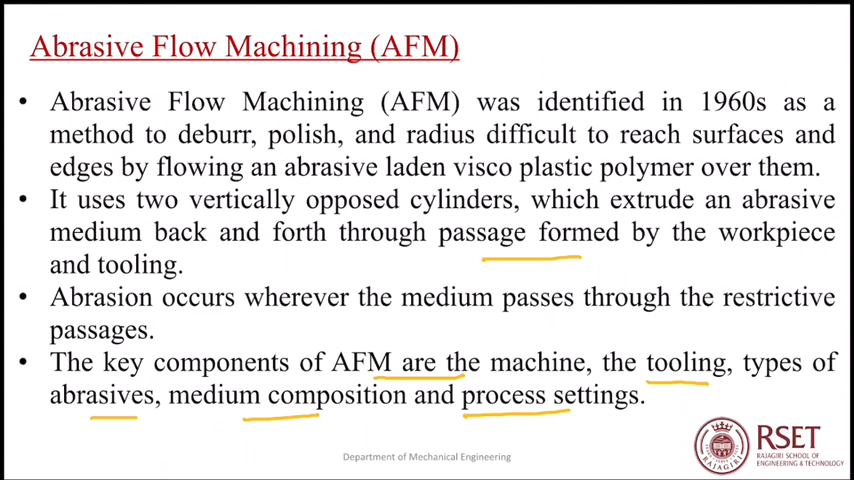 Abrasive Flow Machining (AFM)
• Abrasive Flow Machining (AFM) was identified in 1960s as a
method to deburr, polish, and radius difficult to reach surfaces and
edges by flowing an abrasive laden visco plastic polymer over them.
• It uses two vertically opposed cylinders, which extrude an abrasive
medium back and forth through passage formed by the workpiece
and tooling.
• Abrasion occurs wherever the medium passes through the restrictive
passages.
• The key components of AFM are the machine, the tooling, types of
abrasives, medium composition and process settings.
Department of Mechanical Engineering
RAJAGIRI
RSET
RAJAGIRI SCHOOL OF
ENGINEERING & TECHNOLOGY